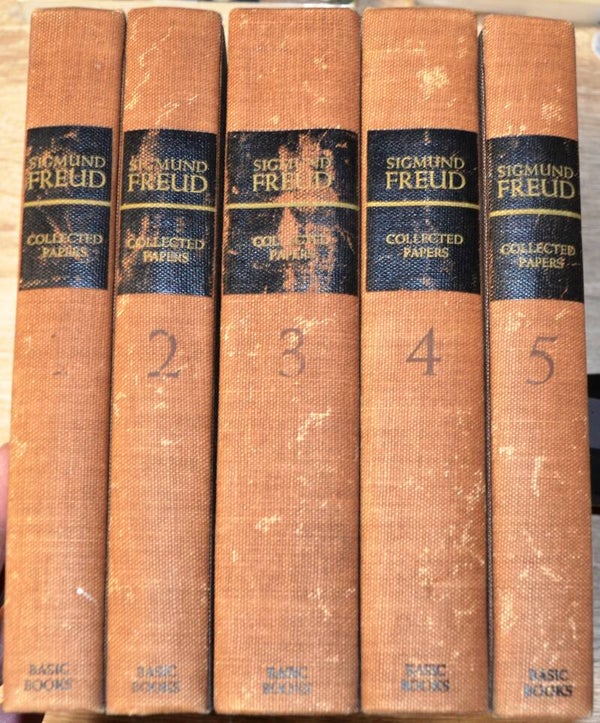 SIGMUND
FREUD
COLLECTED
PAPERS
1
BASIC
BOOKS
SIGMUND
FREUD
COLLECTED
PAPERS
2
BASIC
BOOKS
SIGMUND
FREUD
COLLECTED
PAPERS
3
BASIC
BOOKS
SIGMUND
FREUD
COLLECTED
PAPERS
4
BASIC
BOOKS
SIGMUND
FREUD
COLLECTED
PAPERS
5
BASIC
BOOKS